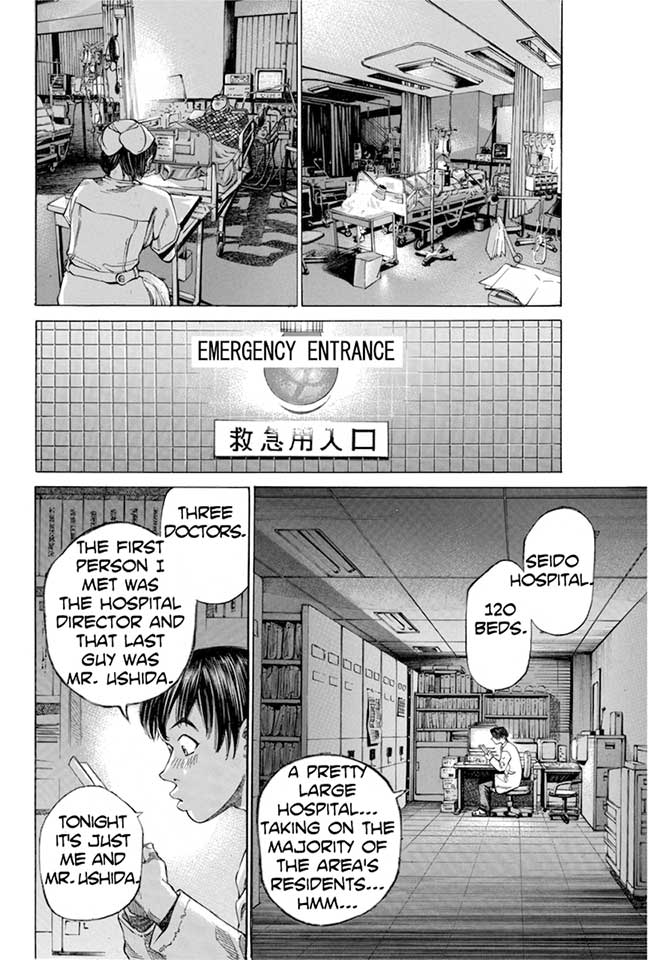 EMERGENCY ENTRANCE
救急用入口
SEIDO
HOSPITAL.
120
BEDS.
A PRETTY
LARGE
HOSPITAL...
TAKING ON THE
MAJORITY OF
THE AREA'S
RESIDENTS...
HMM...
THREE
DOCTORS.
THE FIRST
PERSON I
MET WAS
THE HOSPITAL
DIRECTOR AND
THAT LAST
GUY WAS
MR. USHIDA.
TONIGHT
IT'S JUST
ME AND
MR. USHIDA.